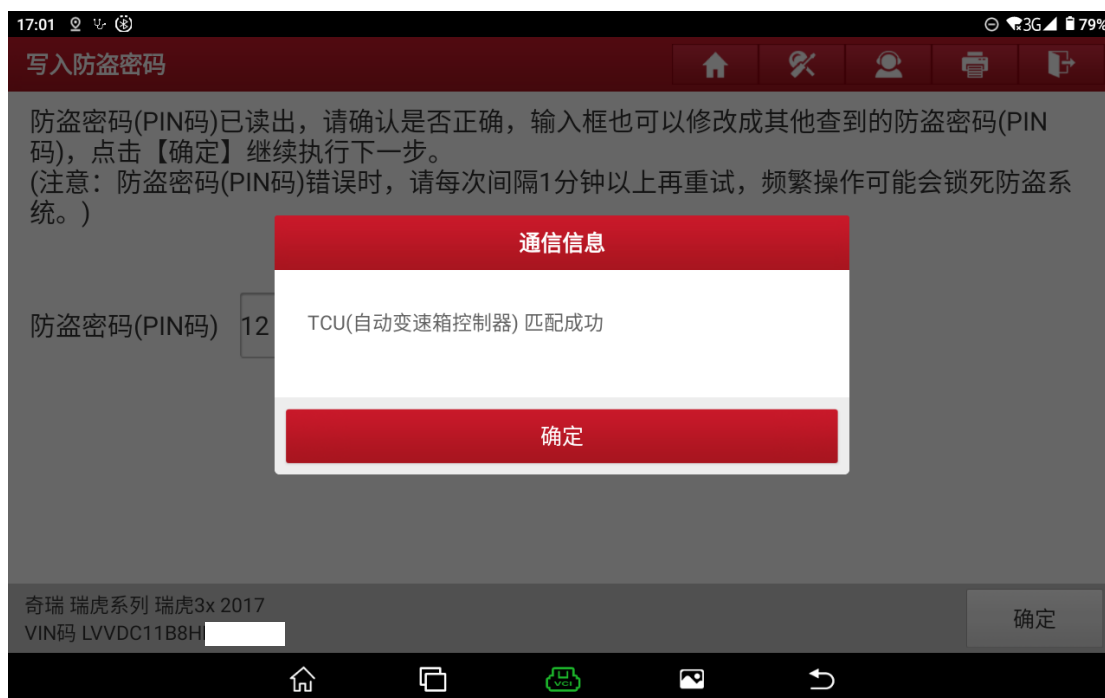 17:01
3G 79%
写入防盗密码
防盗密码(PIN码)已读出，请确认是否正确，输入框也可以修改成其他查到的防盗密码(PIN
码)，点击【确定】继续执行下一步。
(注意：防盗密码(PIN码)错误时，请每次间隔1分钟以上再重试，频繁操作可能会锁死防盗系
统。)
通信信息
防盗密码(PIN码) 12
TCU(自动变速箱控制器) 匹配成功
确定
奇瑞 瑞虎系列 瑞虎3x 2017
VIN码 LVVDC11B8H
确定
VCI